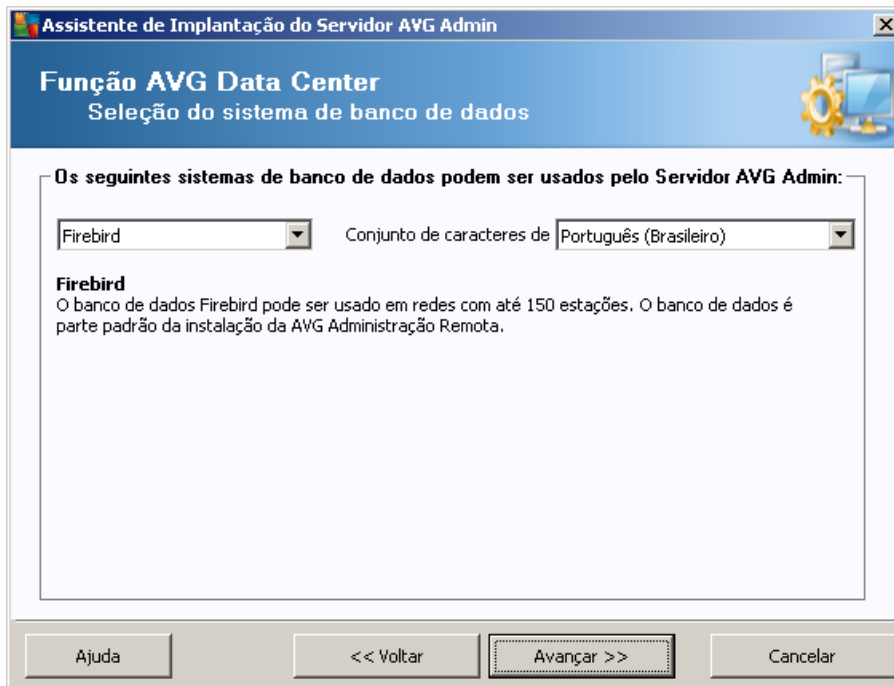 Assistente de Implantação do Servidor AVG Admin
Função AVG Data Center
Seleção do sistema de banco de dados
Os seguintes sistemas de banco de dados podem ser usados pelo Servidor AVG Admin:
Firebird Conjunto de caracteres de Português (Brasileiro)
Firebird
O banco de dados Firebird pode ser usado em redes com até 150 estações. O banco de dados é
parte padrão da instalação da AVG Administração Remota.
Ajuda << Voltar Avançar >> Cancelar